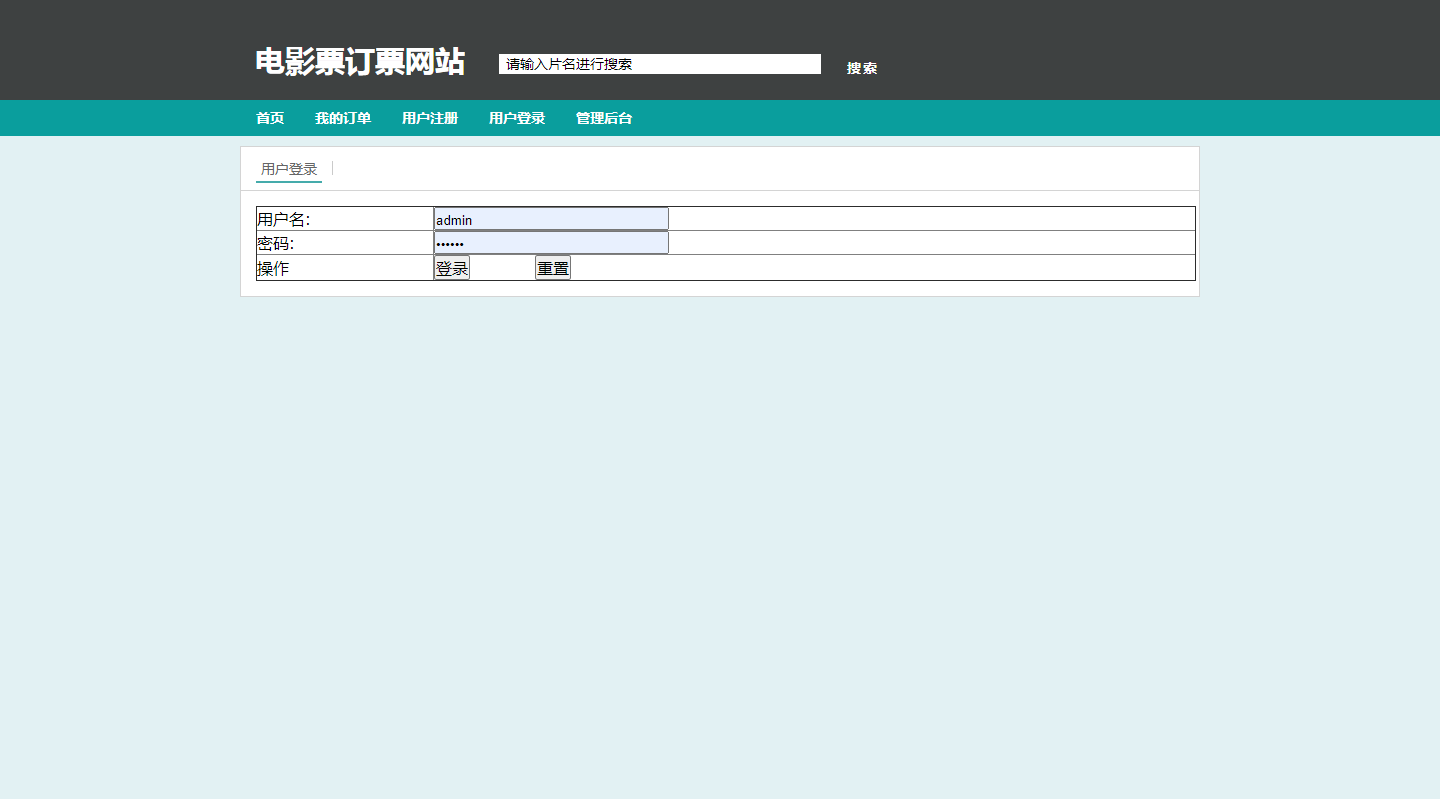 电影票订票网站 请输入片名进行搜索 搜索
首页 我的订单 用户注册 用户登录 管理后台
用户登录
用户名: admin
密码: ••••••
操作 登录 重置